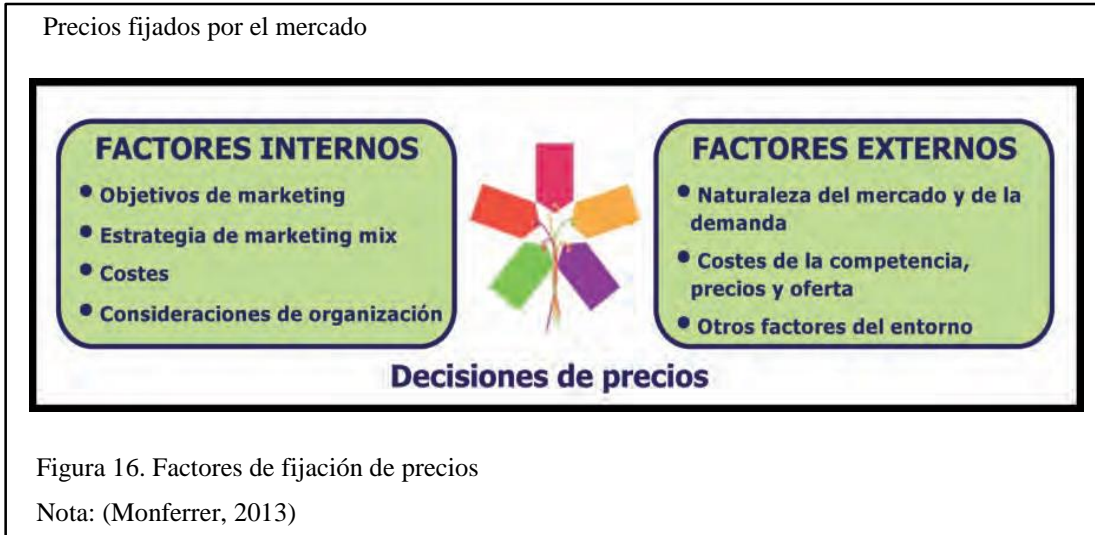 Precios fijados por el mercado
FACTORES INTERNOS
• Objetivos de marketing
• Estrategia de marketing mix
• Costes
• Consideraciones de organización
FACTORES EXTERNOS
• Naturaleza del mercado y de la
demanda
• Costes de la competencia,
precios y oferta
• Otros factores del entorno
Decisiones de precios
Figura 16. Factores de fijación de precios
Nota: (Monferrer, 2013)